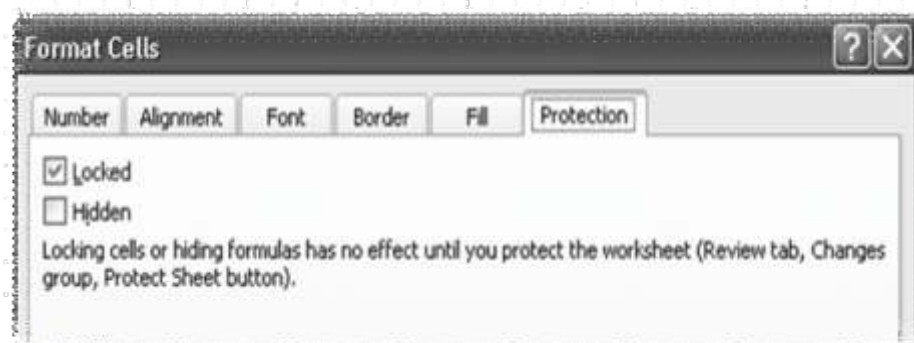 Format Cells
Number Alignment Font Border Fill Protection
Locked
Hidden
Locking cells or hiding formulas has no effect until you protect the worksheet (Review tab, Changes
group, Protect Sheet button).